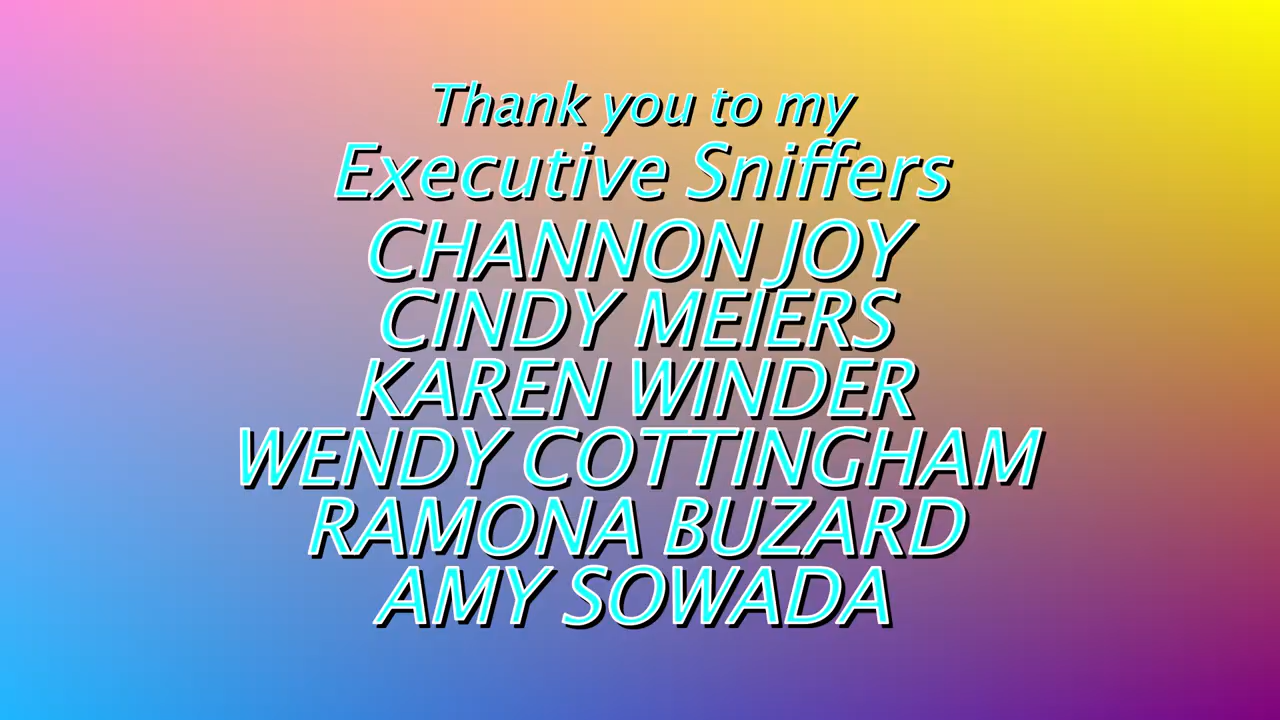 Thank you to my
Executive Sniffers
CHANNON JOY
CINDY MEIERS
KAREN WINDER
WENDY COTTINGHAM
RAMONA BUZARD
AMY SOWADA